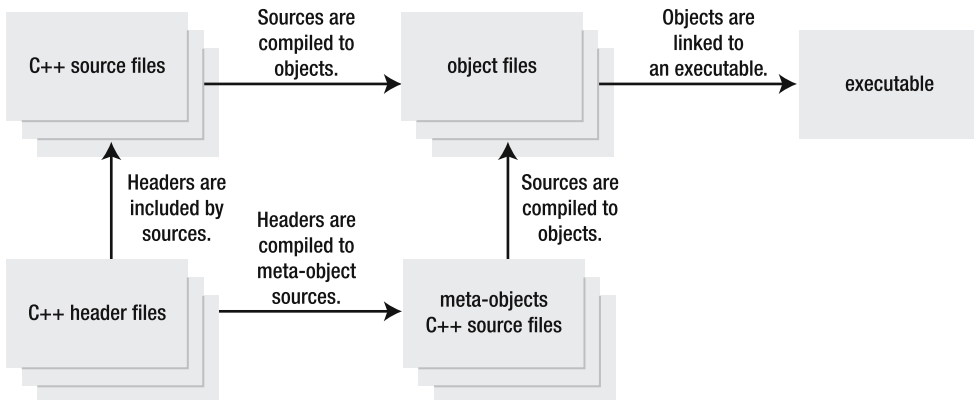 C++ source files
Sources are
compiled to
objects.
object files
Objects are
linked to
an executable.
executable
Headers are
included by
sources.
Headers are
compiled to
meta-object
sources.
Sources are
compiled to
objects.
C++ header files
meta-objects
C++ source files